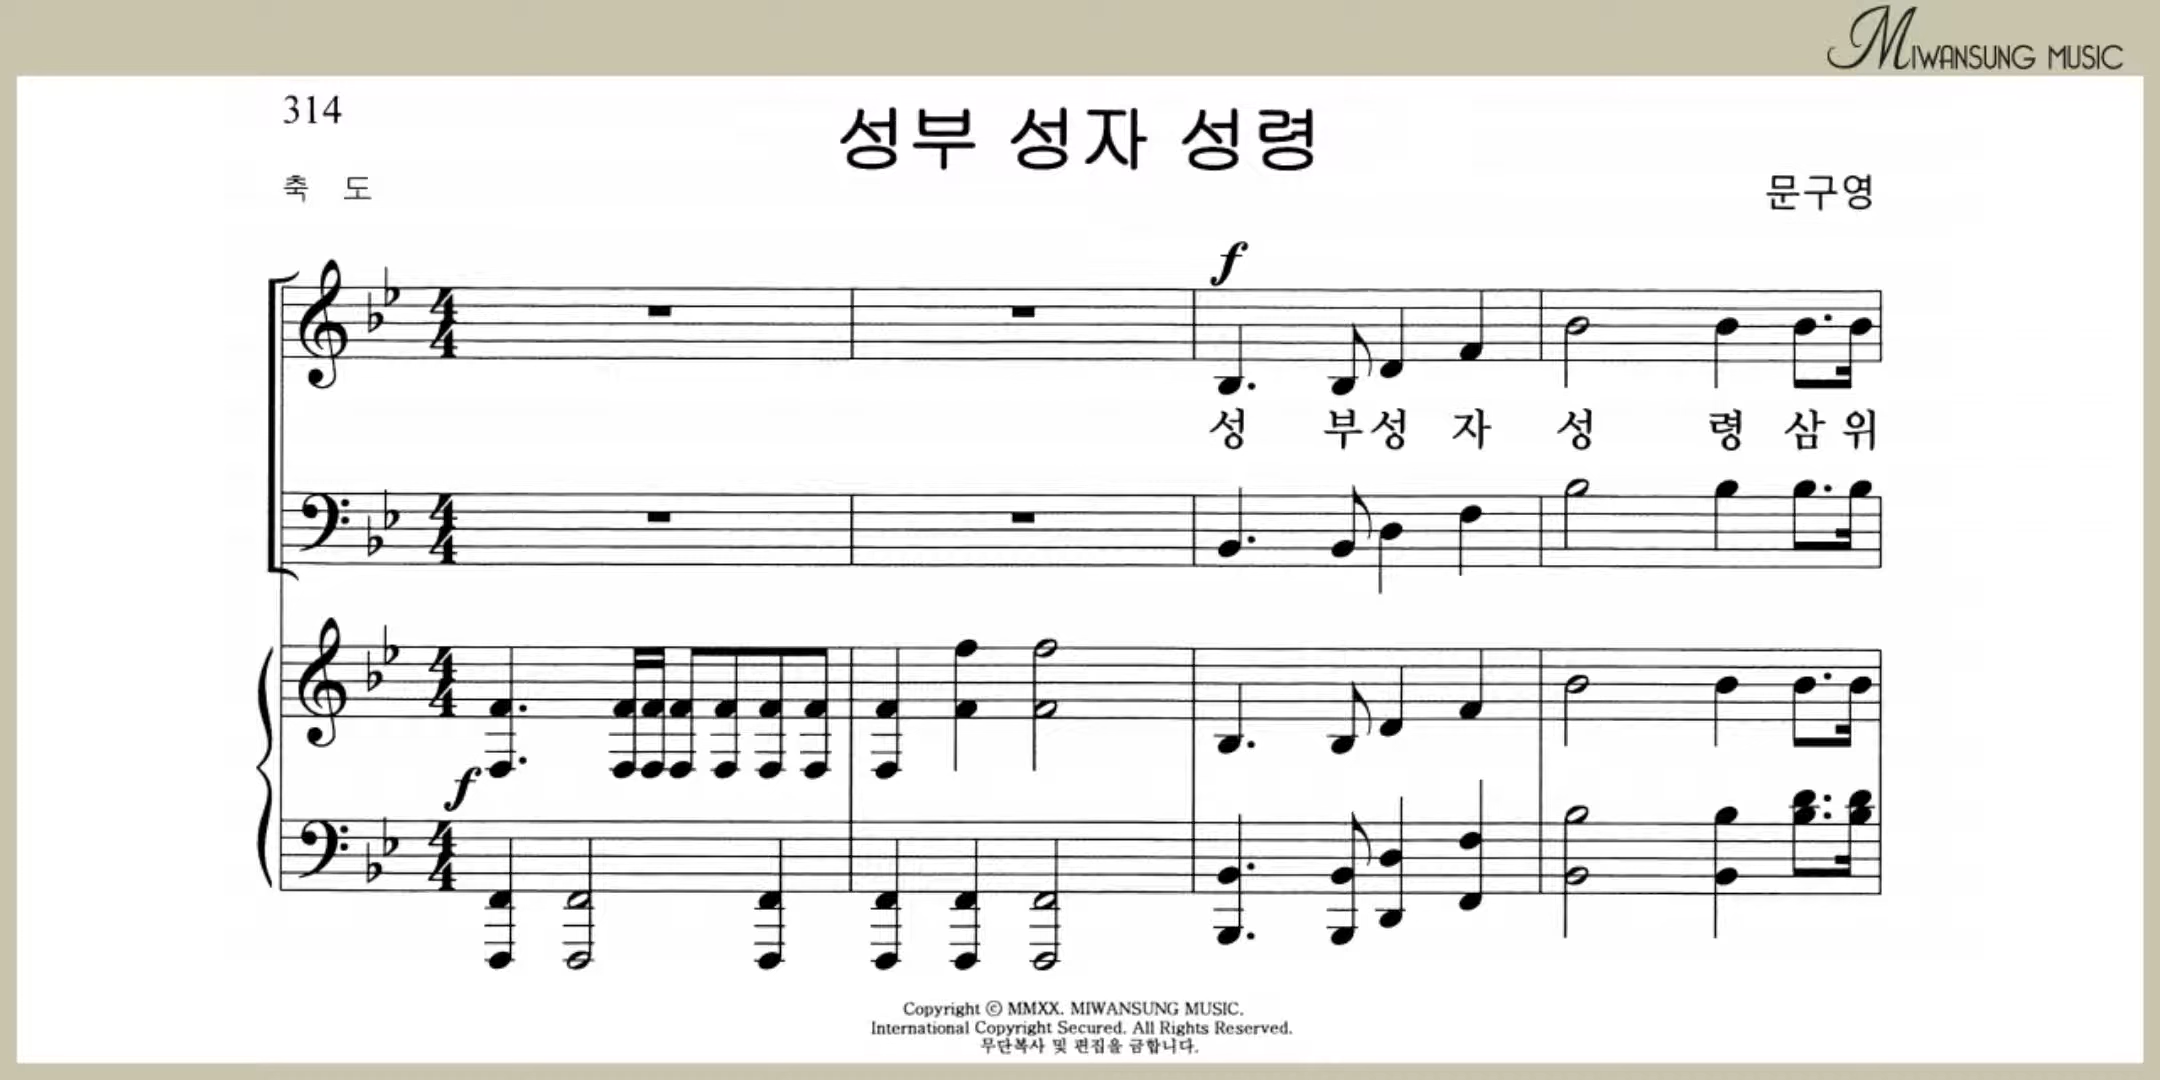 MIWANSUNG MUSIC
314
성부 성자 성령
축 도
문구영
f
성 부 성 자 성 령 삼 위
f
Copyright ⓒ MMXX. MIWANSUNG MUSIC.
International Copyright Secured. All Rights Reserved.
무단복사 및 편집을 금합니다.